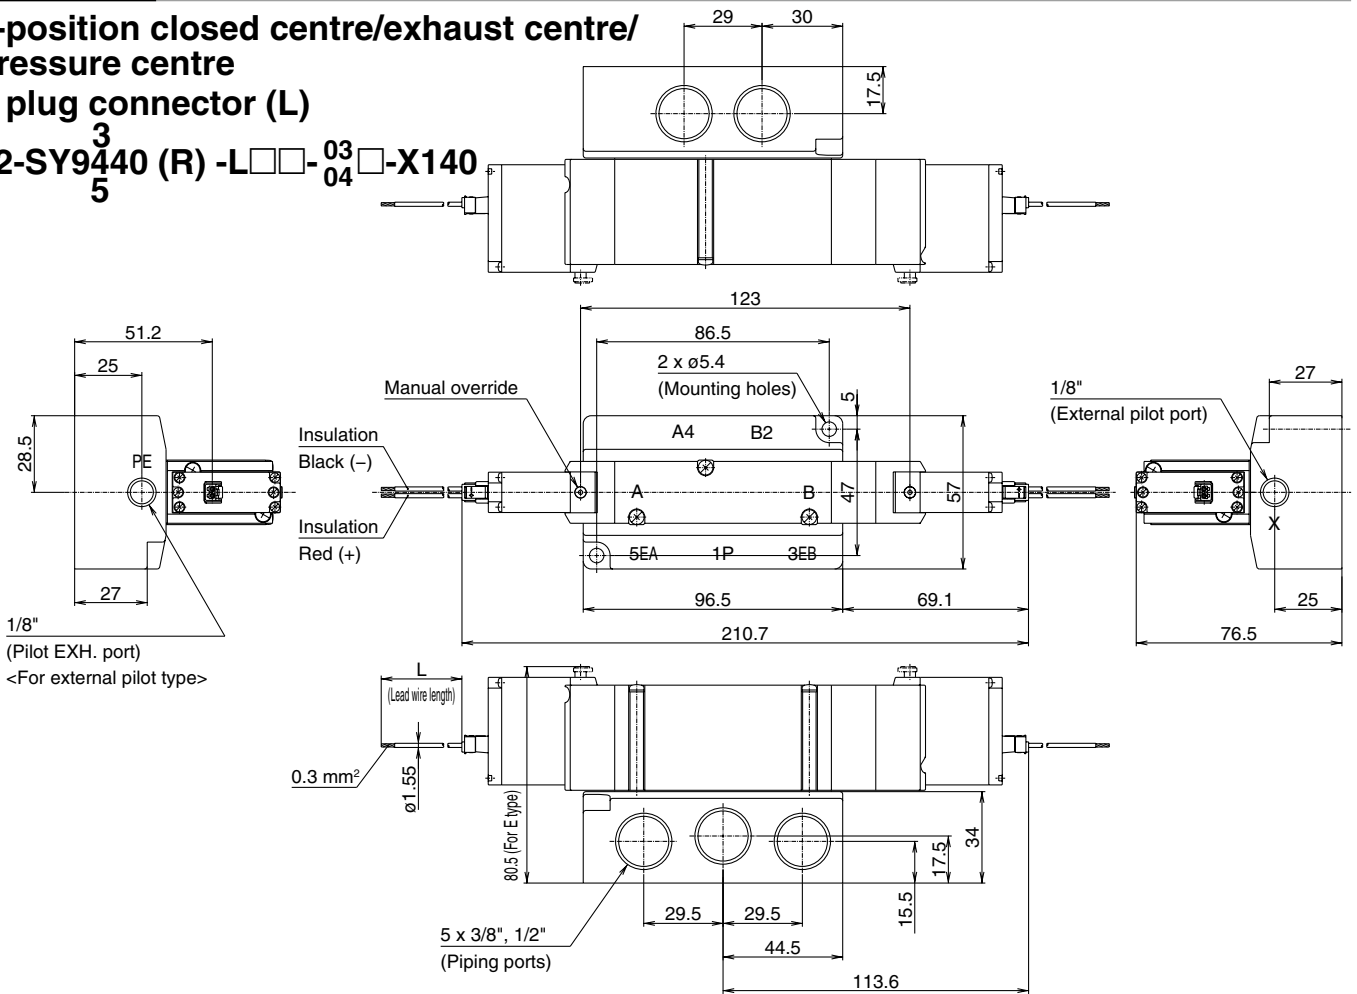 -position closed centre/exhaust centre/
ressure centre
plug connector (L)
3
2-SY9440 (R) -L□□- 03 □-X140
04
5
29
30
17.5
123
86.5
2 x ø5.4
(Mounting holes)
5
Manual override
A4
B2
Insulation
Black (–)
Insulation
Red (+)
A
B
47
57
5EA
1P
3EB
96.5
69.1
210.7
51.2
25
28.5
PE
27
1/8"
(Pilot EXH. port)
<For external pilot type>
1/8"
(External pilot port)
27
X
25
76.5
L
(Lead wire length)
0.3 mm²
ø1.55
80.5 (For E type)
34
17.5
15.5
29.5
29.5
44.5
113.6
5 x 3/8", 1/2"
(Piping ports)